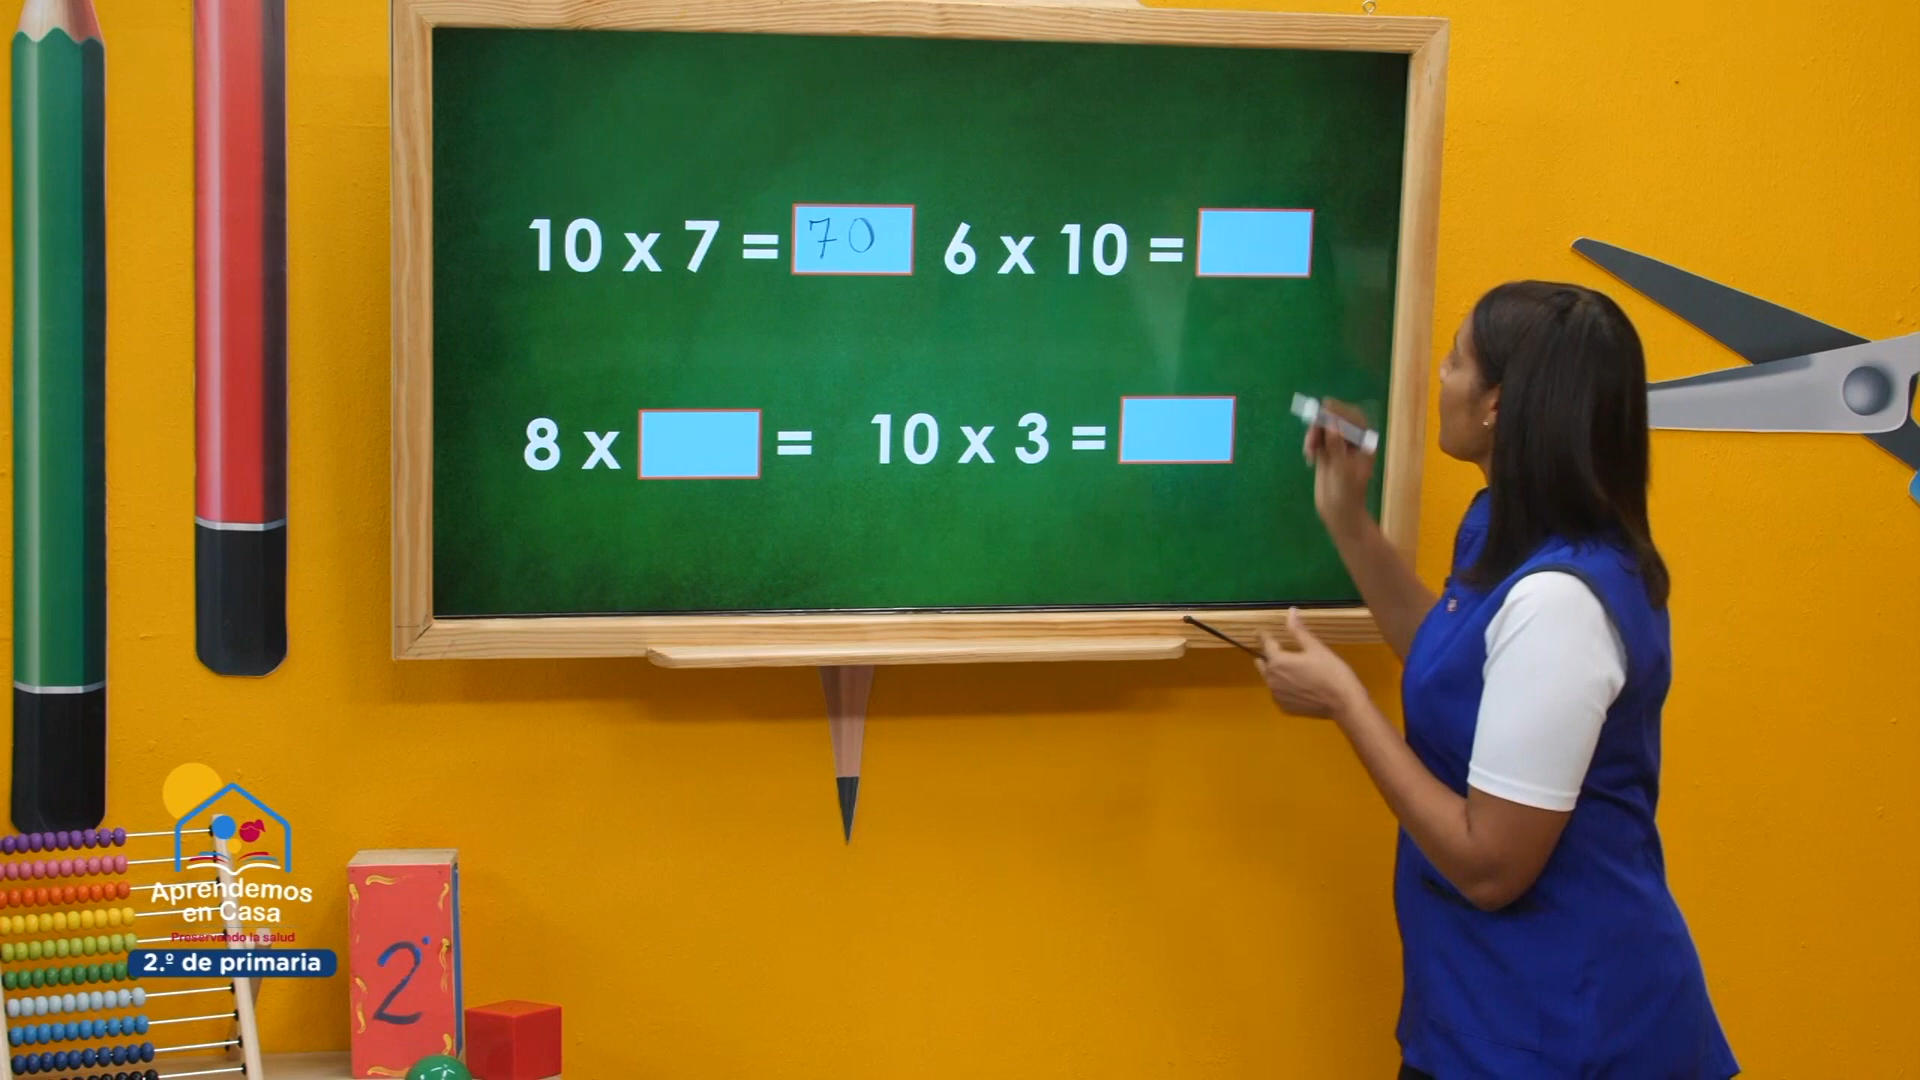 10 x 7 = 70 6 x 10 =
8 x = 10 x 3 =
Aprendemos
en Casa
Preservando la salud
2.º de primaria
2